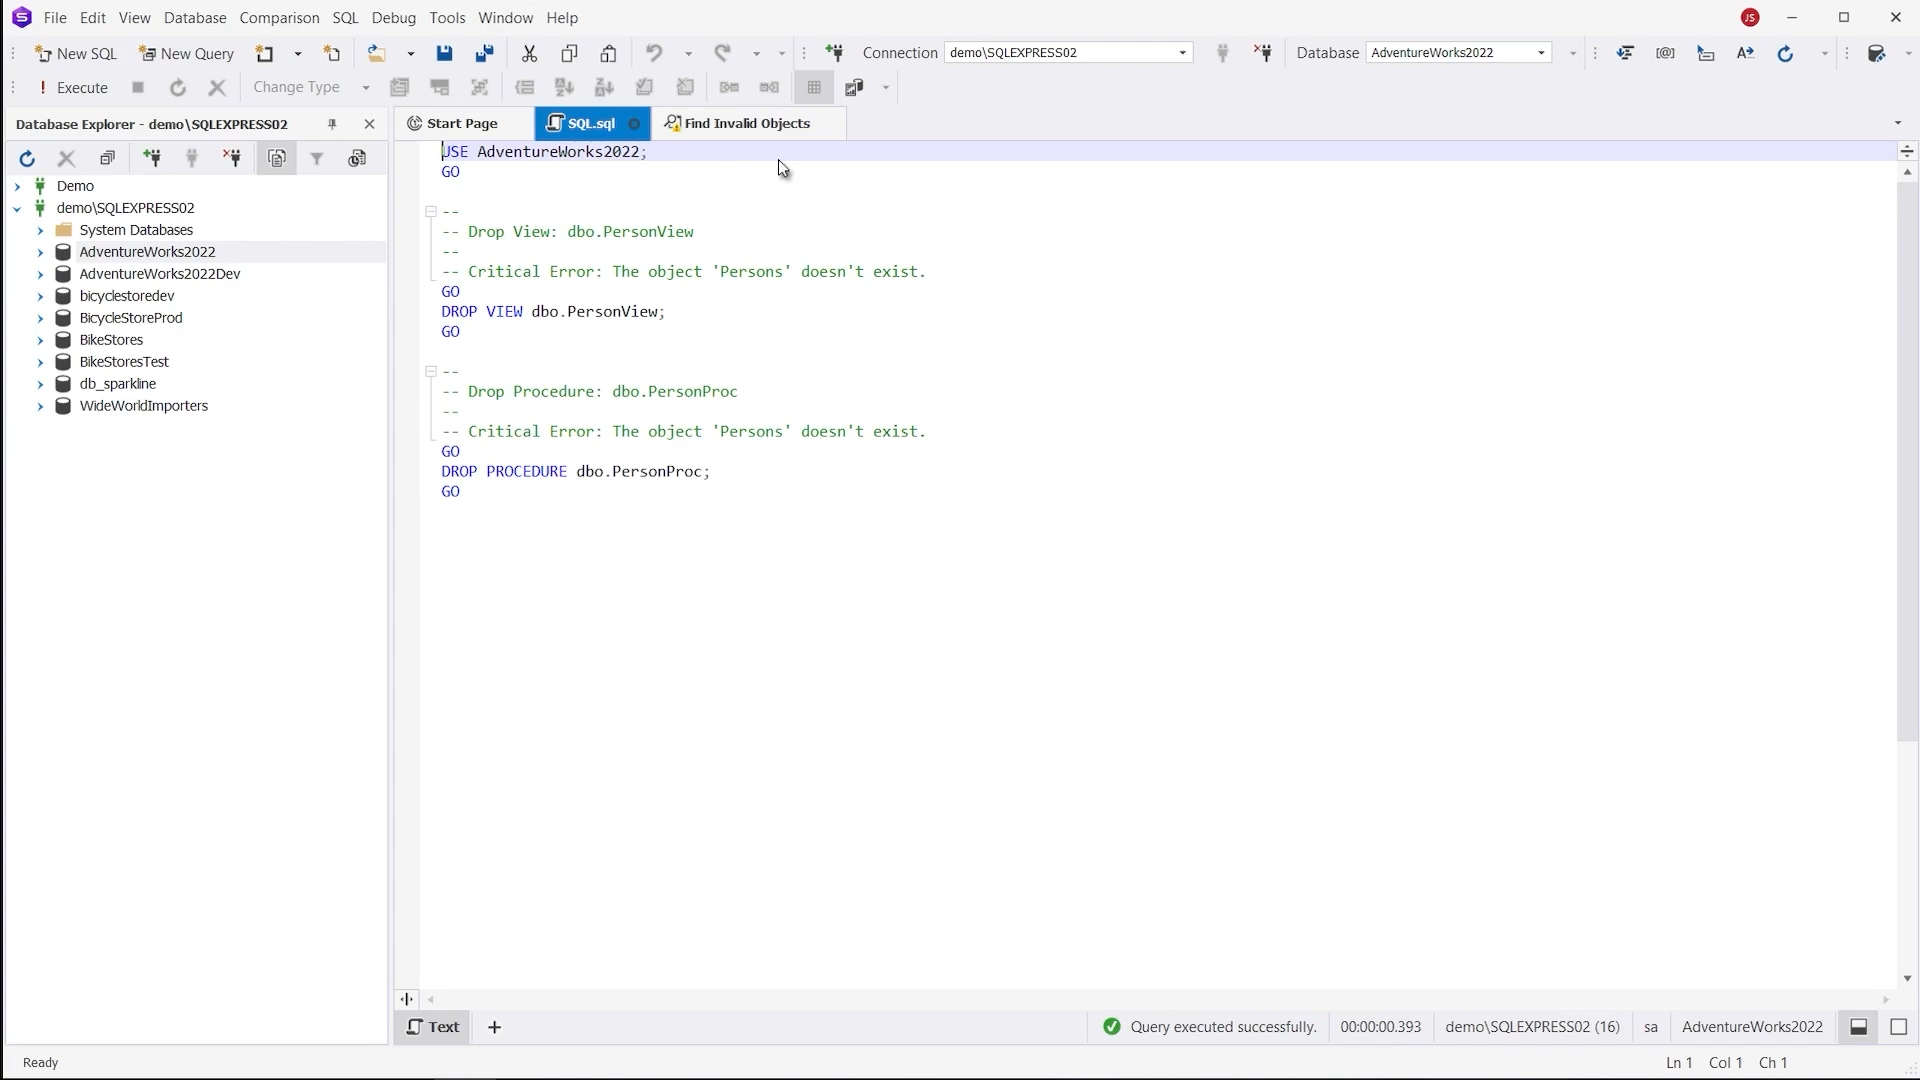 File Edit View Database Comparison SQL Debug Tools Window Help JS
New SQL New Query Connection demo\SQLEXPRESS02 Database AdventureWorks2022
! Execute Change Type
Database Explorer - demo\SQLEXPRESS02
Start Page SQL.sql Find Invalid Objects
Demo
demo\SQLEXPRESS02
System Databases
AdventureWorks2022
AdventureWorks2022Dev
bicyclestoredev
BicycleStoreProd
BikeStores
BikeStoresTest
db_sparkline
WideWorldImporters
USE AdventureWorks2022;
GO
--
-- Drop View: dbo.PersonView
--
-- Critical Error: The object 'Persons' doesn't exist.
GO
DROP VIEW dbo.PersonView;
GO
--
-- Drop Procedure: dbo.PersonProc
--
-- Critical Error: The object 'Persons' doesn't exist.
GO
DROP PROCEDURE dbo.PersonProc;
GO
Text + Query executed successfully. 00:00:00.393 demo\SQLEXPRESS02 (16) sa AdventureWorks2022
Ready Ln 1 Col 1 Ch 1